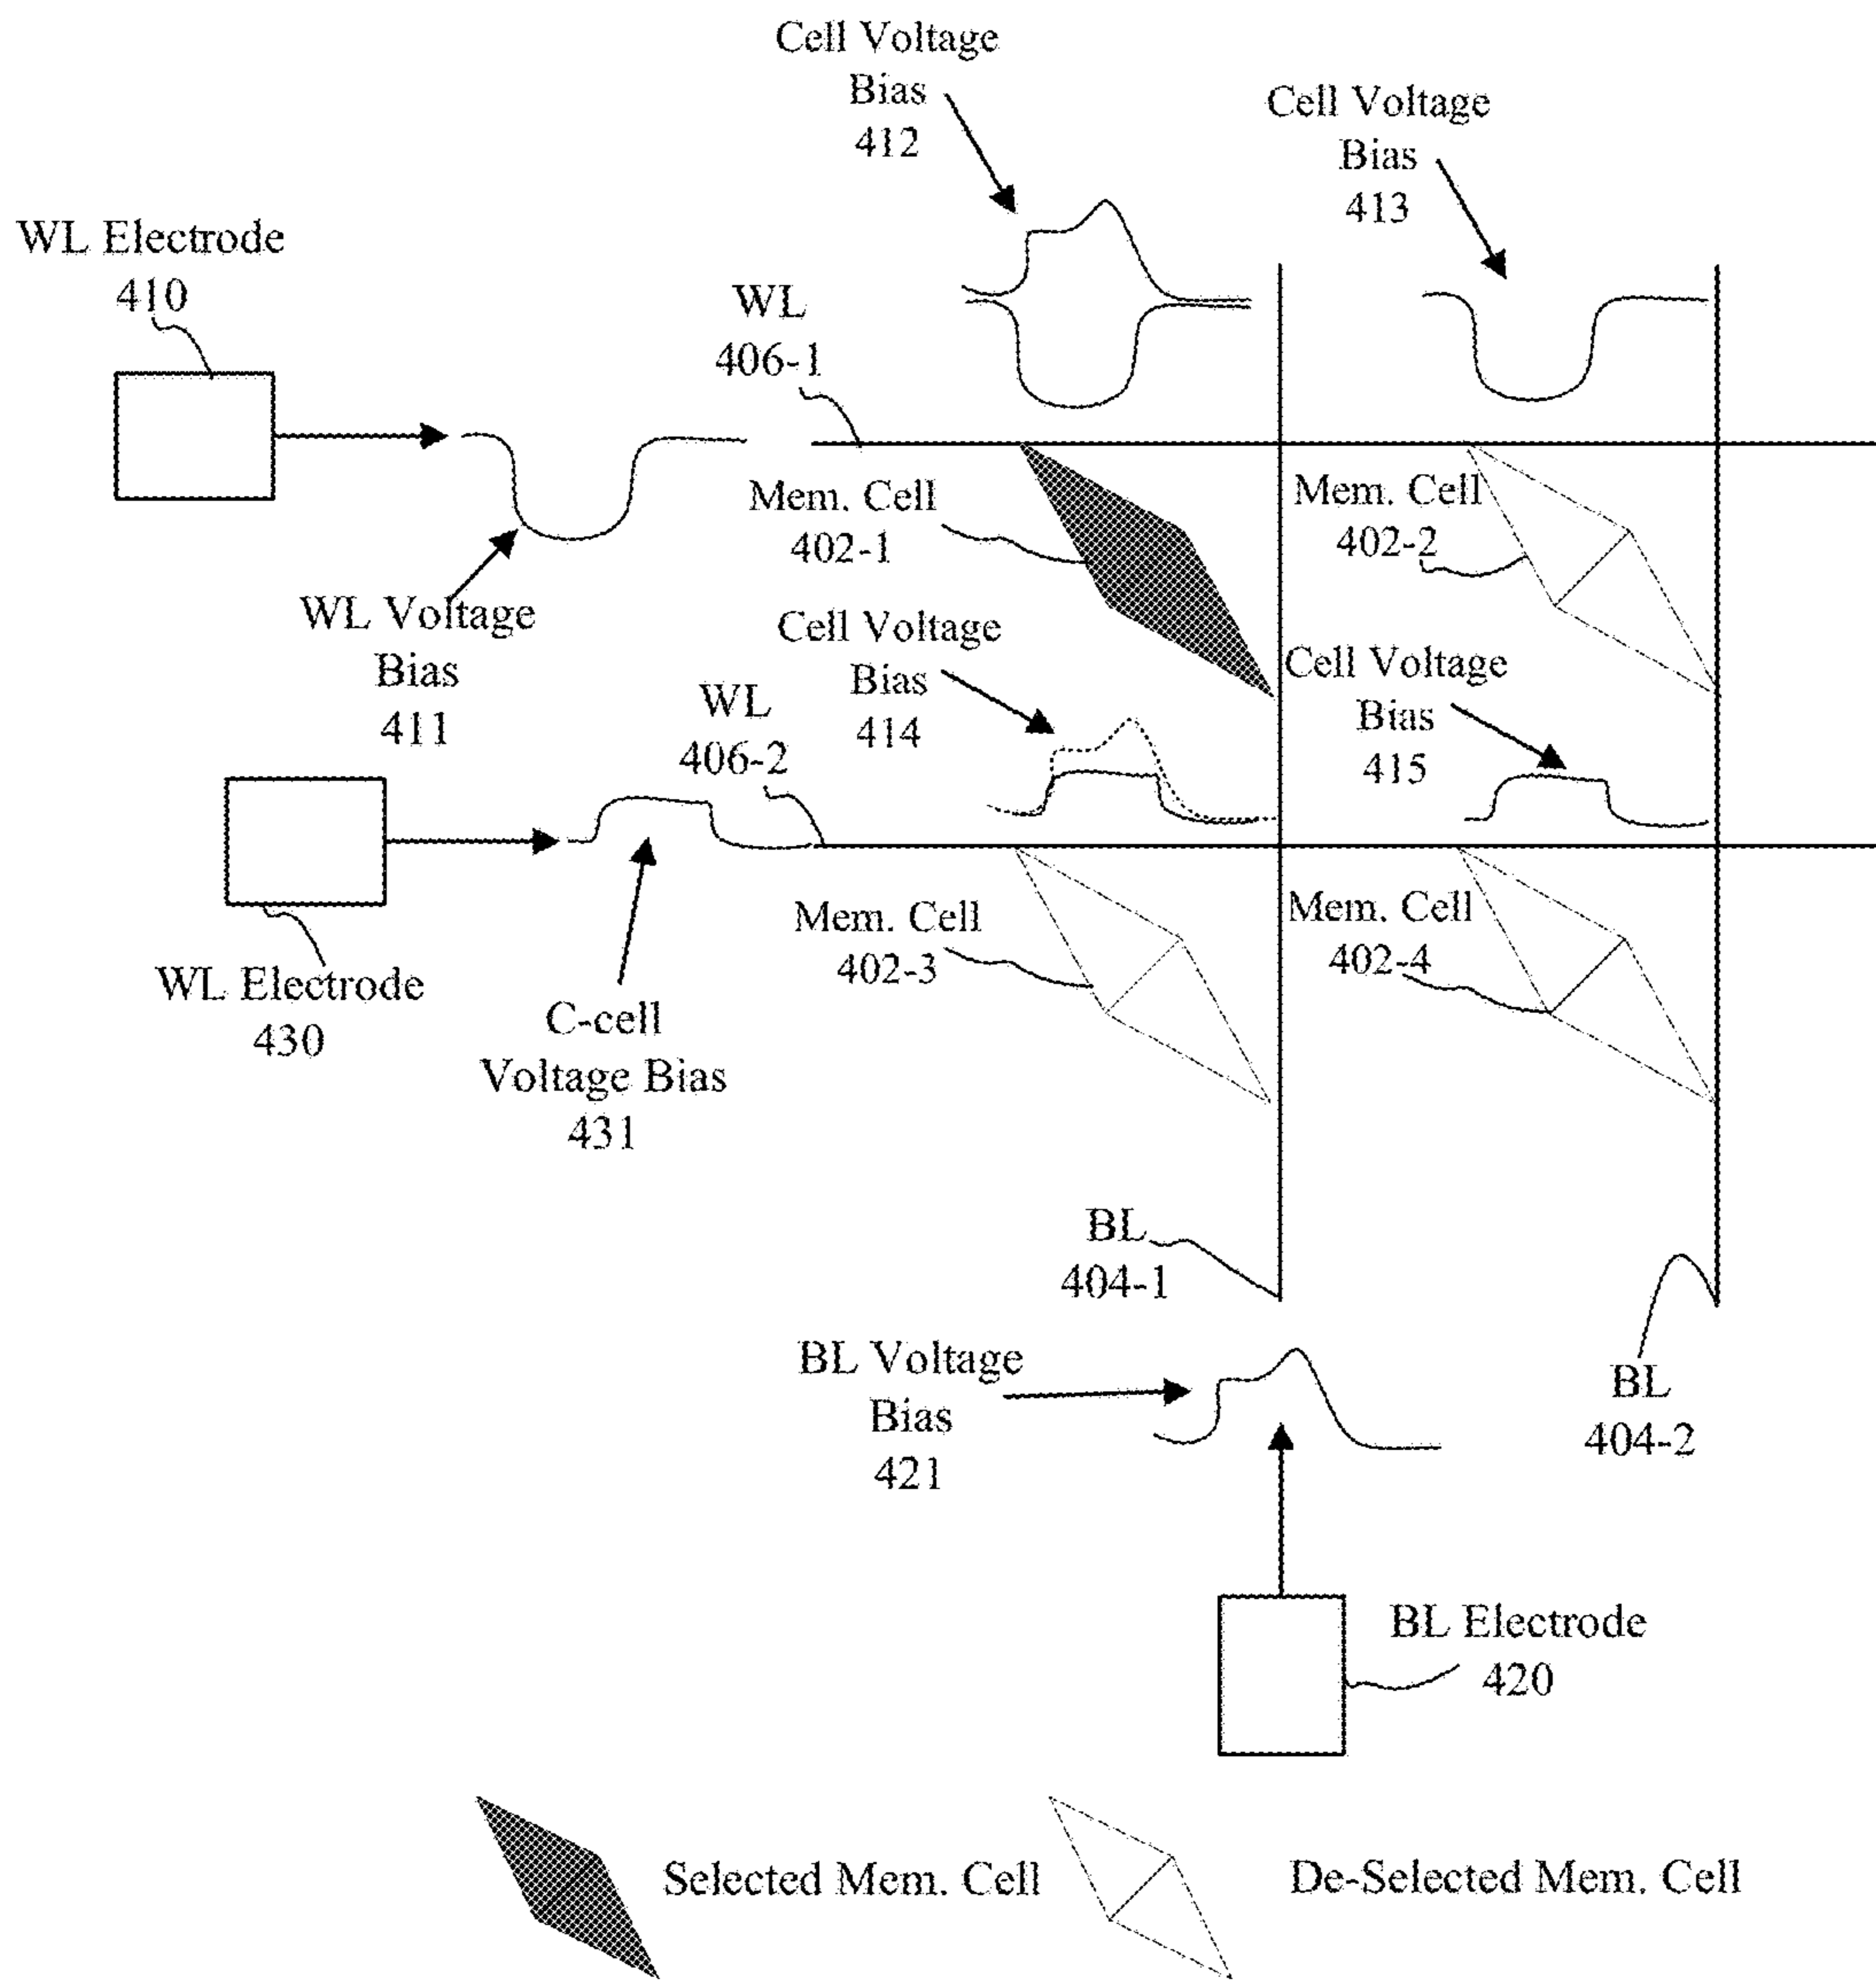 Cell Voltage
Bias
412
Cell Voltage
Bias
413
WL Electrode
410
WL
406-1
WL Voltage
Bias
411
Mem. Cell
402-1
Mem. Cell
402-2
Cell Voltage
Bias
414
Cell Voltage
Bias
415
WL
406-2
WL Electrode
430
C-cell
Voltage Bias
431
Mem. Cell
402-3
Mem. Cell
402-4
BL
404-1
BL
404-2
BL Voltage
Bias
421
BL Electrode
420
Selected Mem. Cell
De-Selected Mem. Cell